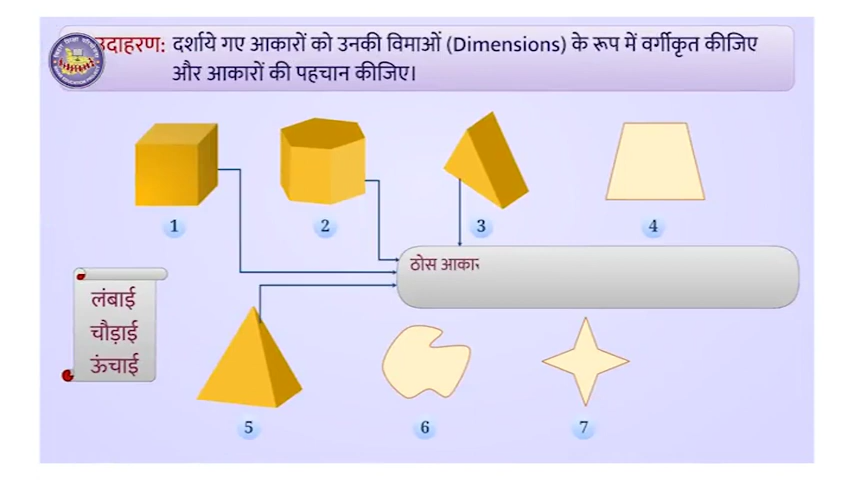 उदाहरण: दर्शाये गए आकारों को उनकी विमाओं (Dimensions) के रूप में वर्गीकृत कीजिए
और आकारों की पहचान कीजिए।
1
2
3
4
ठोस आकार
लंबाई
चौड़ाई
ऊंचाई
5
6
7